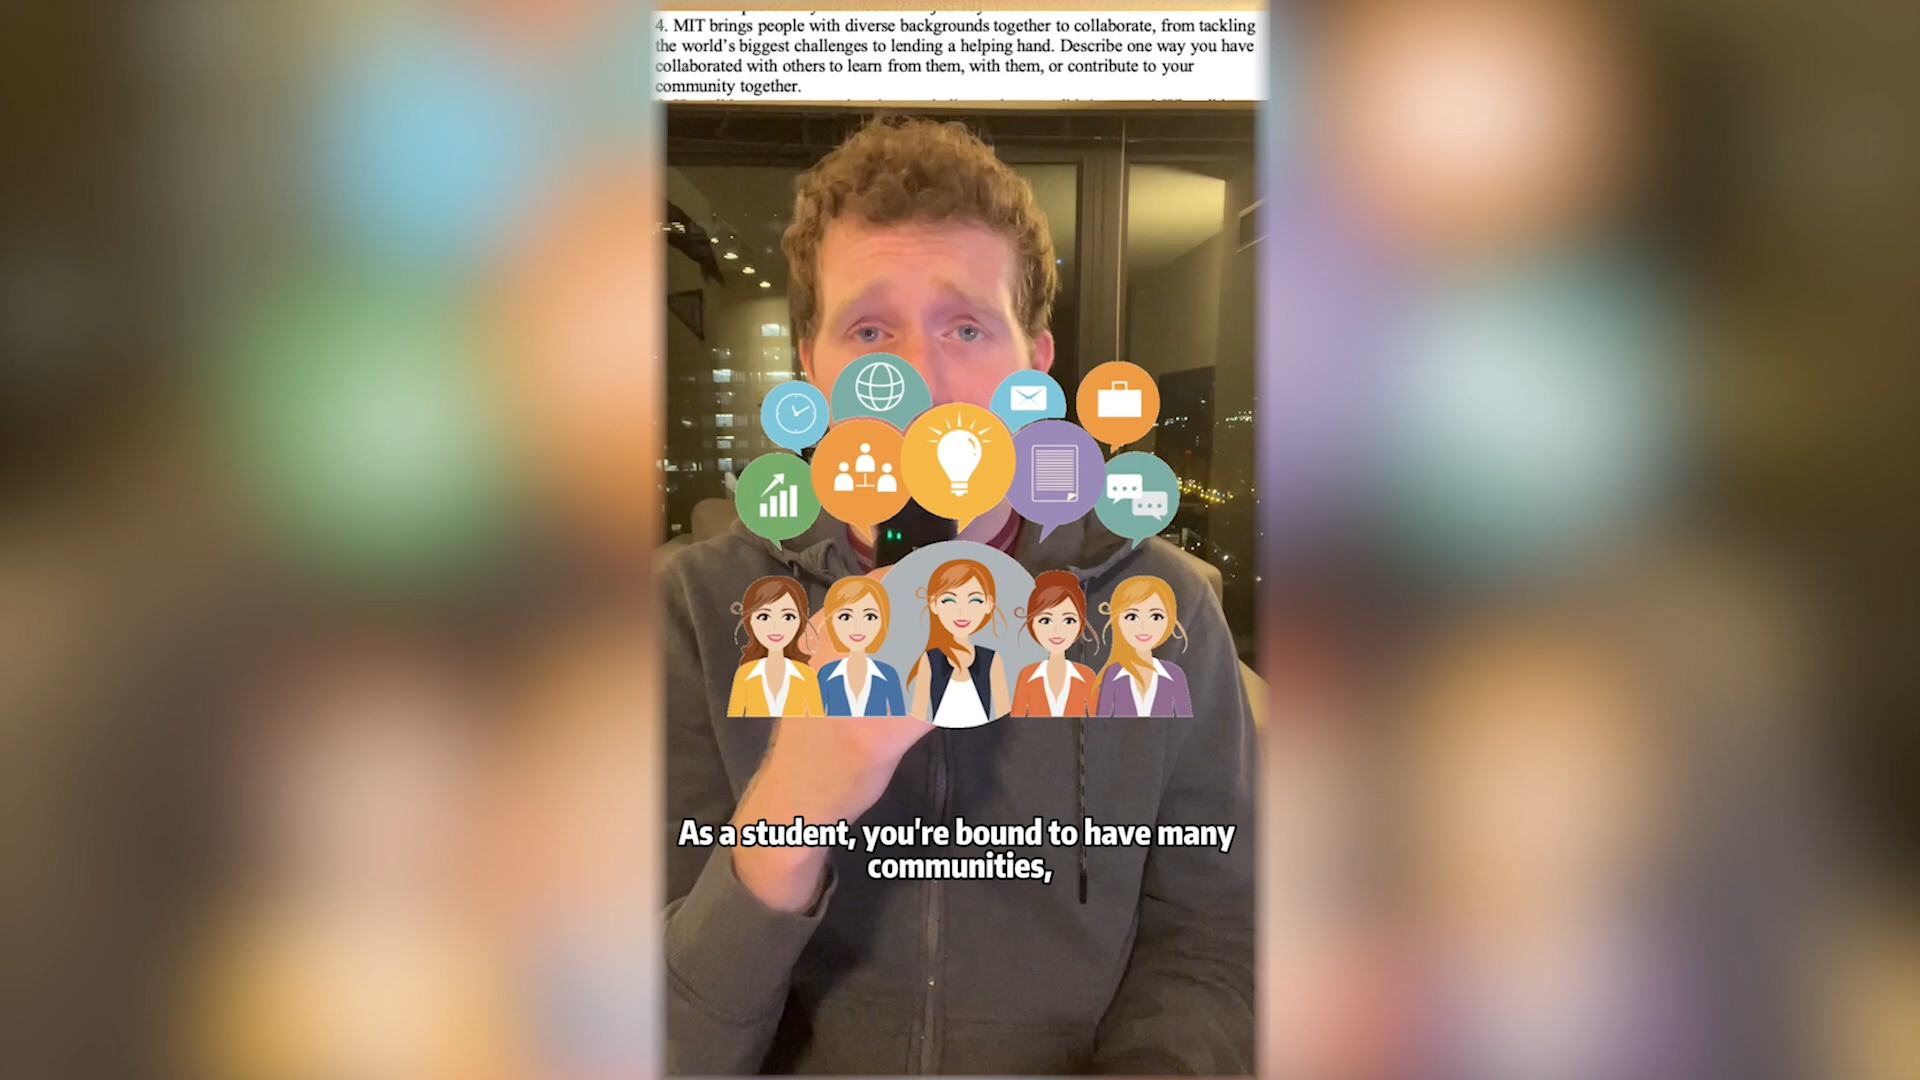 4. MIT brings people with diverse backgrounds together to collaborate, from tackling
the world's biggest challenges to lending a helping hand. Describe one way you have
collaborated with others to learn from them, with them, or contribute to your
community together.
As a student, you're bound to have many
communities,